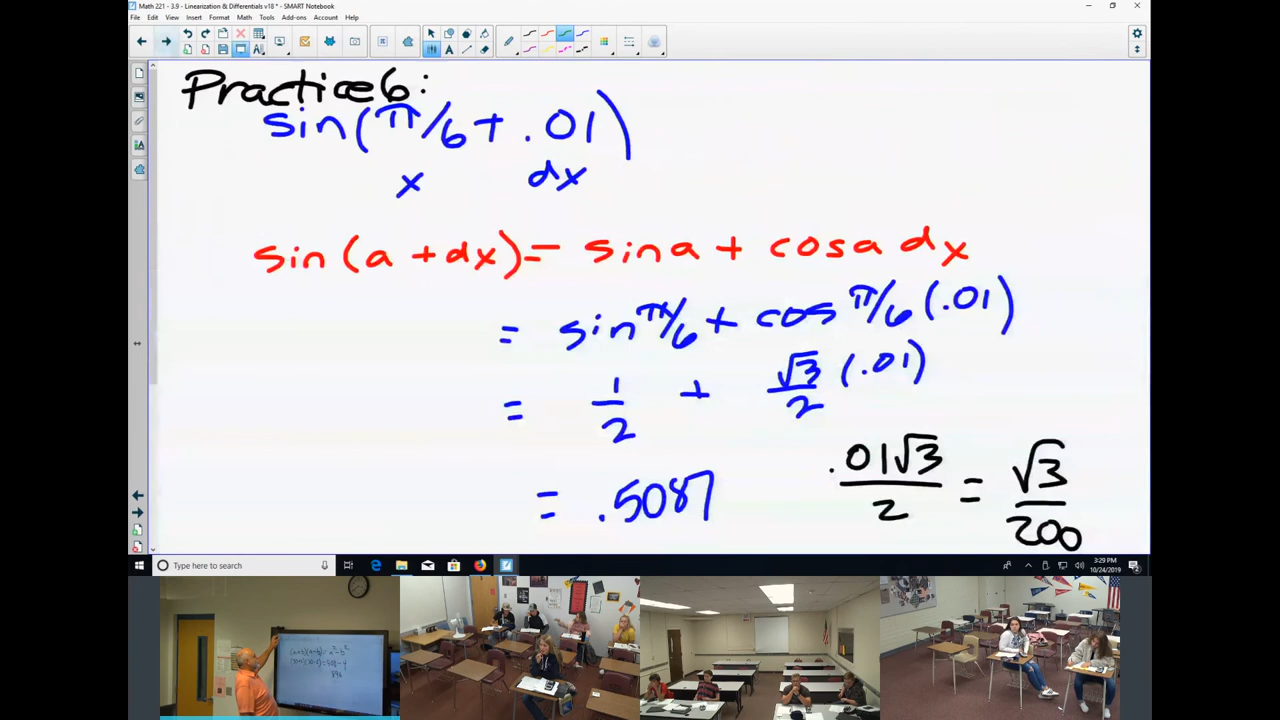 Math 221 - 3.9 - Linearization & Differentials v18 * - SMART Notebook
File Edit View Insert Format Math Tools Add-ons Account Help
Practice 6:
sin(π/6 + .01)
x dx
sin(a + dx) = sin a + cos a dx
= sin π/6 + cos π/6 (.01)
= 1/2 + √3/2 (.01)
= .5087
.01√3/2 = √3/200
Type here to search
3:29 PM
10/24/2019